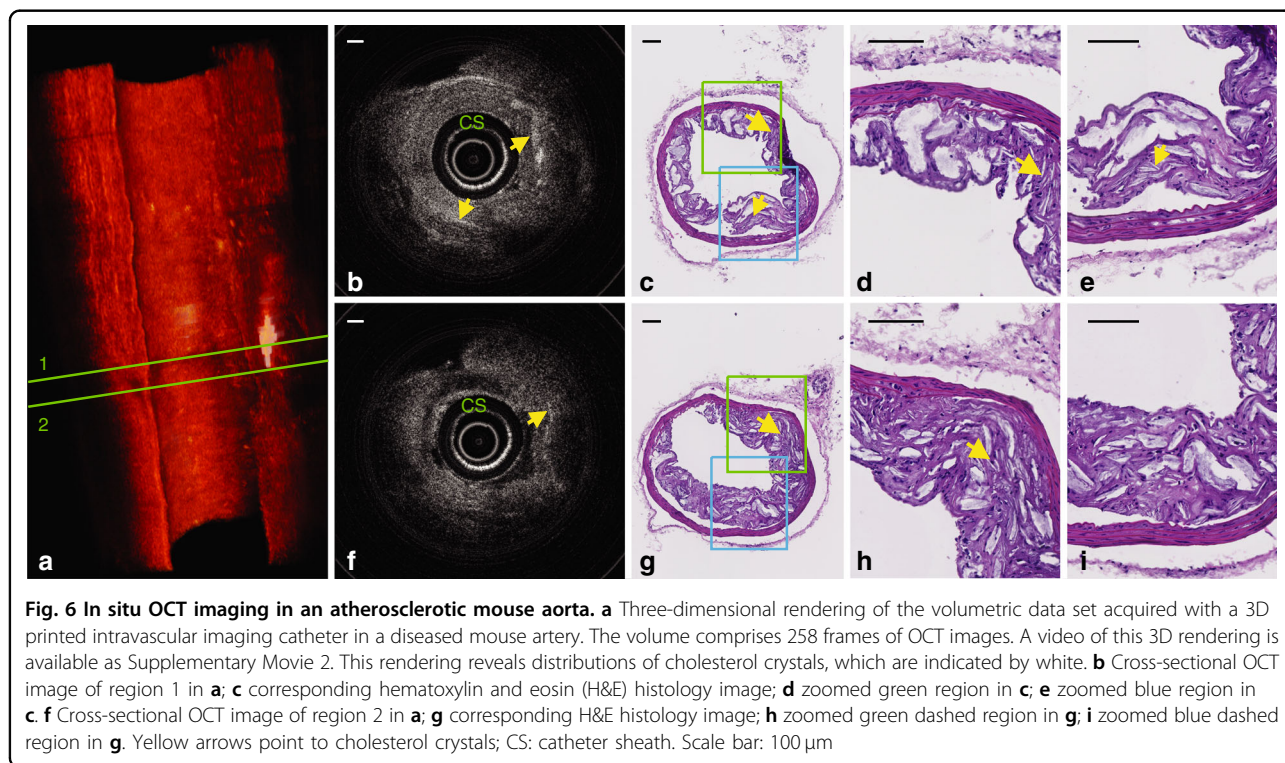 1
2
a
CS
b
c
d
e
CS
f
g
h
i
Fig. 6 In situ OCT imaging in an atherosclerotic mouse aorta. a Three-dimensional rendering of the volumetric data set acquired with a 3D
printed intravascular imaging catheter in a diseased mouse artery. The volume comprises 258 frames of OCT images. A video of this 3D rendering is
available as Supplementary Movie 2. This rendering reveals distributions of cholesterol crystals, which are indicated by white. b Cross-sectional OCT
image of region 1 in a; c corresponding hematoxylin and eosin (H&E) histology image; d zoomed green region in c; e zoomed blue region in
c. f Cross-sectional OCT image of region 2 in a; g corresponding H&E histology image; h zoomed green dashed region in g; i zoomed blue dashed
region in g. Yellow arrows point to cholesterol crystals; CS: catheter sheath. Scale bar: 100 μm